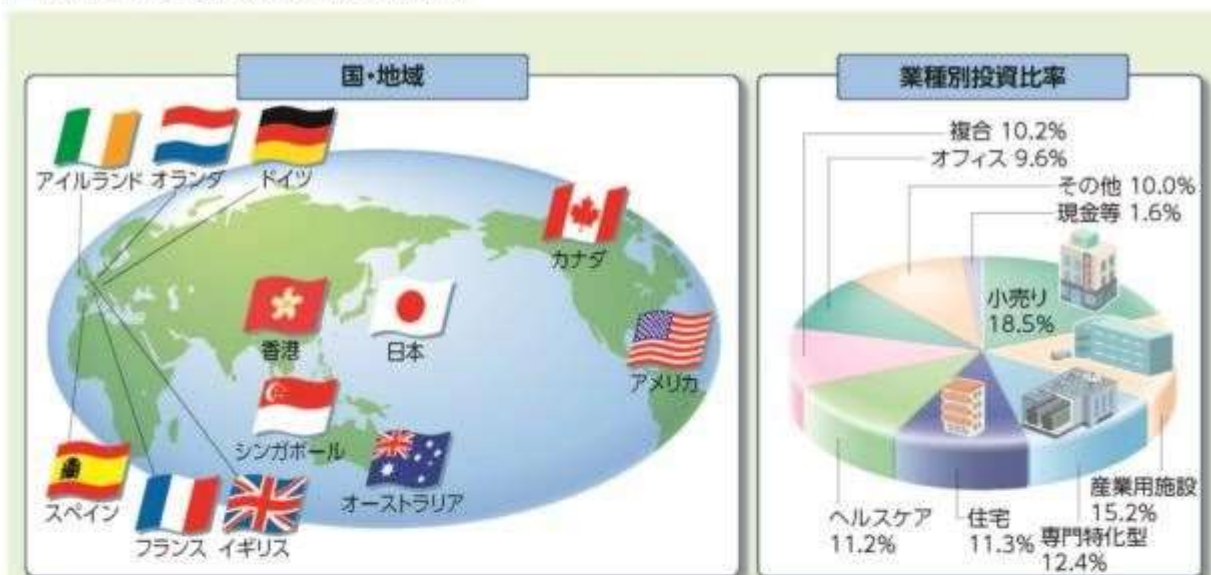 国・地域
アイルランド オランダ ドイツ
カナダ
香港 日本
アメリカ
シンガポール
オーストラリア
スペイン
フランス イギリス
業種別投資比率
複合 10.2%
オフィス 9.6%
その他 10.0%
現金等 1.6%
小売り
18.5%
産業用施設
15.2%
専門特化型
12.4%
住宅
11.3%
ヘルスケア
11.2%